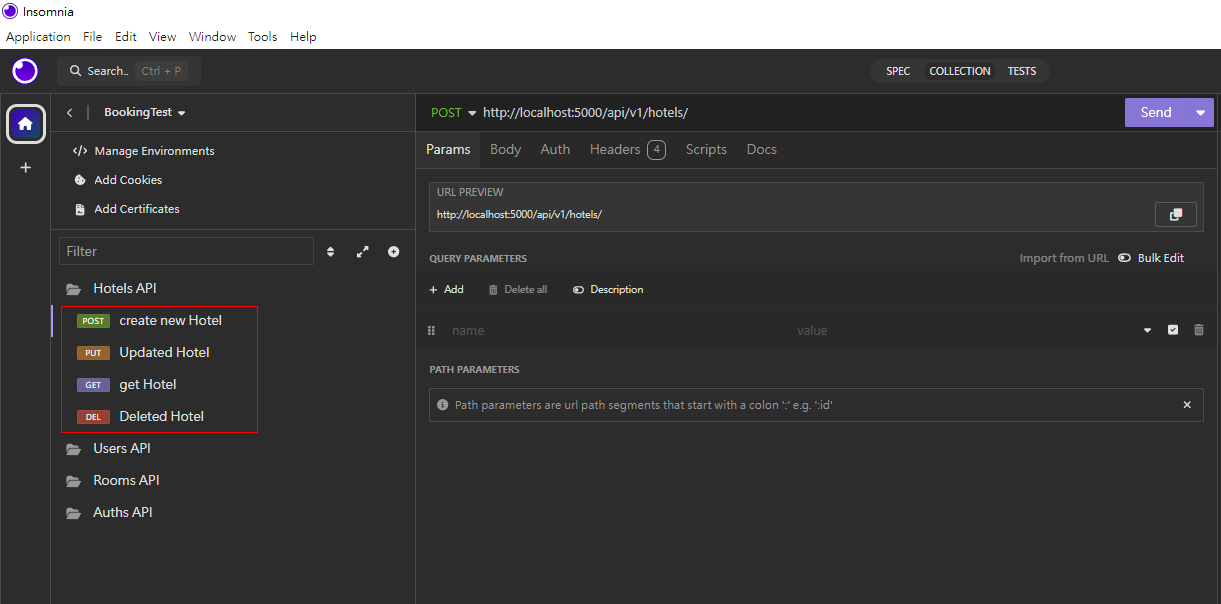 Insomnia
Application File Edit View Window Tools Help
Search.. Ctrl + P
SPEC COLLECTION TESTS
BookingTest
POST http://localhost:5000/api/v1/hotels/ Send
Manage Environments
Add Cookies
Add Certificates
Params Body Auth Headers 4 Scripts Docs
URL PREVIEW
http://localhost:5000/api/v1/hotels/
Filter
QUERY PARAMETERS Import from URL Bulk Edit
Add Delete all Description
name value
PATH PARAMETERS
Path parameters are url path segments that start with a colon ':' e.g. ':id'
Hotels API
POST create new Hotel
PUT Updated Hotel
GET get Hotel
DEL Deleted Hotel
Users API
Rooms API
Auths API